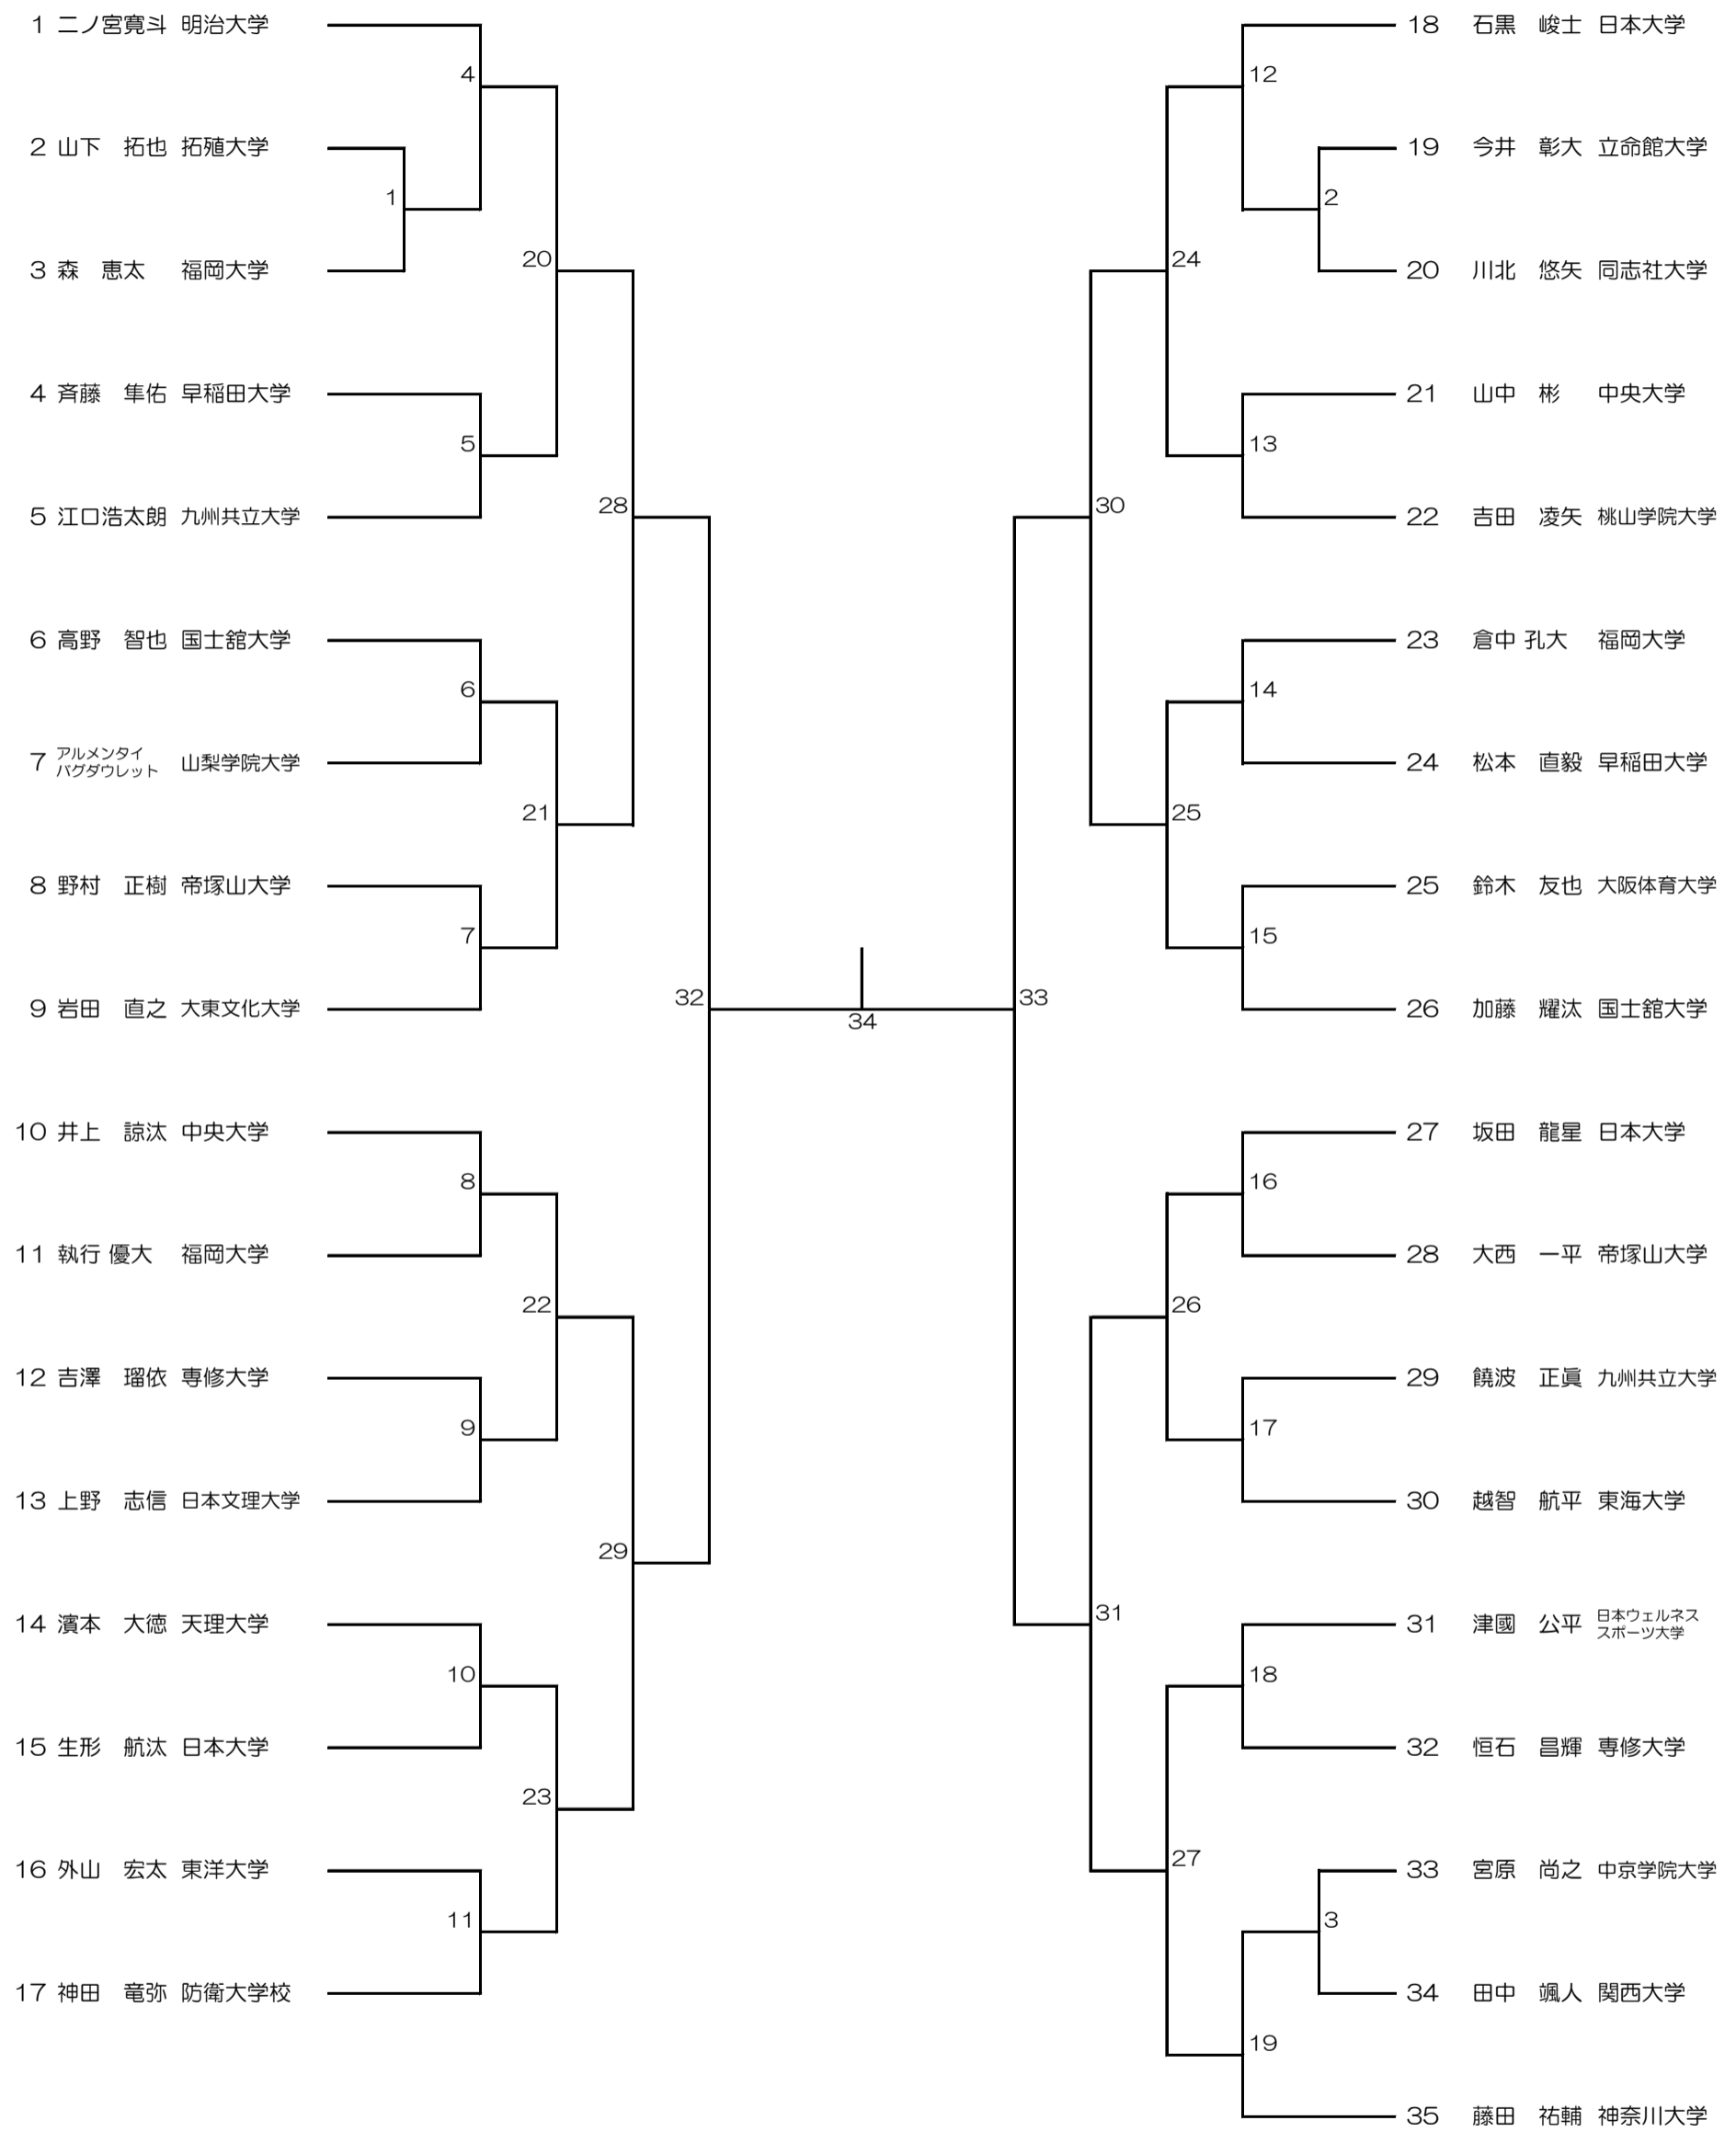 1 二ノ宮寛斗 明治大学
4
2 山下 拓也 拓殖大学
1
3 森 恵太 福岡大学
20
4 斉藤 隼佑 早稲田大学
5
5 江口浩太朗 九州共立大学
28
6 高野 智也 国士舘大学
6
7 アルメンタイ
バグダウレット 山梨学院大学
21
8 野村 正樹 帝塚山大学
7
9 岩田 直之 大東文化大学
32
10 井上 諒汰 中央大学
8
11 執行 優大 福岡大学
22
12 吉澤 瑠依 専修大学
9
13 上野 志信 日本文理大学
29
14 濱本 大徳 天理大学
10
15 生形 航汰 日本大学
23
16 外山 宏太 東洋大学
11
17 神田 竜弥 防衛大学校
34
18 石黒 峻士 日本大学
12
19 今井 彰大 立命館大学
2
20 川北 悠矢 同志社大学
24
21 山中 彬 中央大学
13
22 吉田 凌矢 桃山学院大学
30
23 倉中 孔大 福岡大学
14
24 松本 直毅 早稲田大学
25
25 鈴木 友也 大阪体育大学
15
26 加藤 耀汰 国士舘大学
33
27 坂田 龍星 日本大学
16
28 大西 一平 帝塚山大学
26
29 饒波 正眞 九州共立大学
17
30 越智 航平 東海大学
31
31 津國 公平 日本ウェルネス
スポーツ大学
18
32 恒石 昌輝 専修大学
27
33 宮原 尚之 中京学院大学
3
34 田中 颯人 関西大学
19
35 藤田 祐輔 神奈川大学